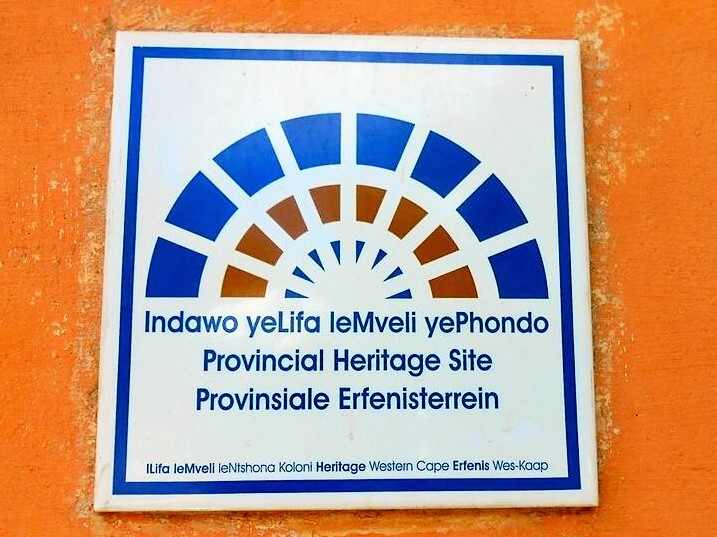 Indawo yeLifa leMveli yePhondo
Provincial Heritage Site
Provinsiale Erfenisterrein
ILifa leMveli leNtshona Koloni Heritage Western Cape Erfenis Wes-Kaap